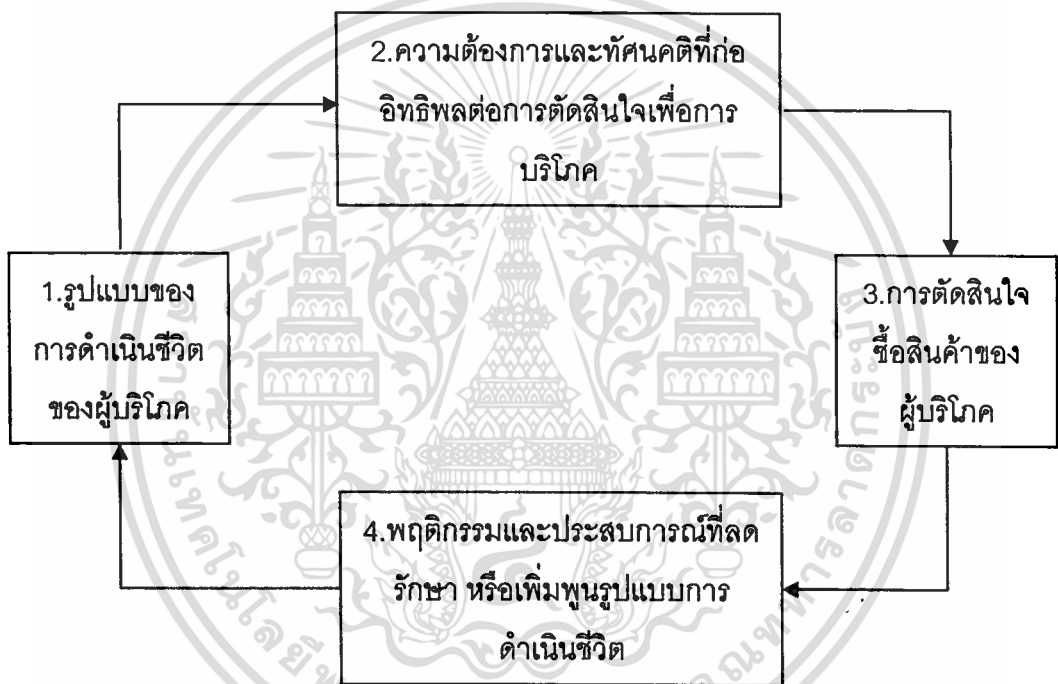 2.ความต้องการและทัศนคติที่ก่อ
อิทธิพลต่อการตัดสินใจเพื่อการ
บริโภค
1.รูปแบบของ
การดำเนินชีวิต
ของผู้บริโภค
3.การตัดสินใจ
ซื้อสินค้าของ
ผู้บริโภค
4.พฤติกรรมและประสบการณ์ที่ลด
รักษา หรือเพิ่มพูนรูปแบบการ
ดำเนินชีวิต